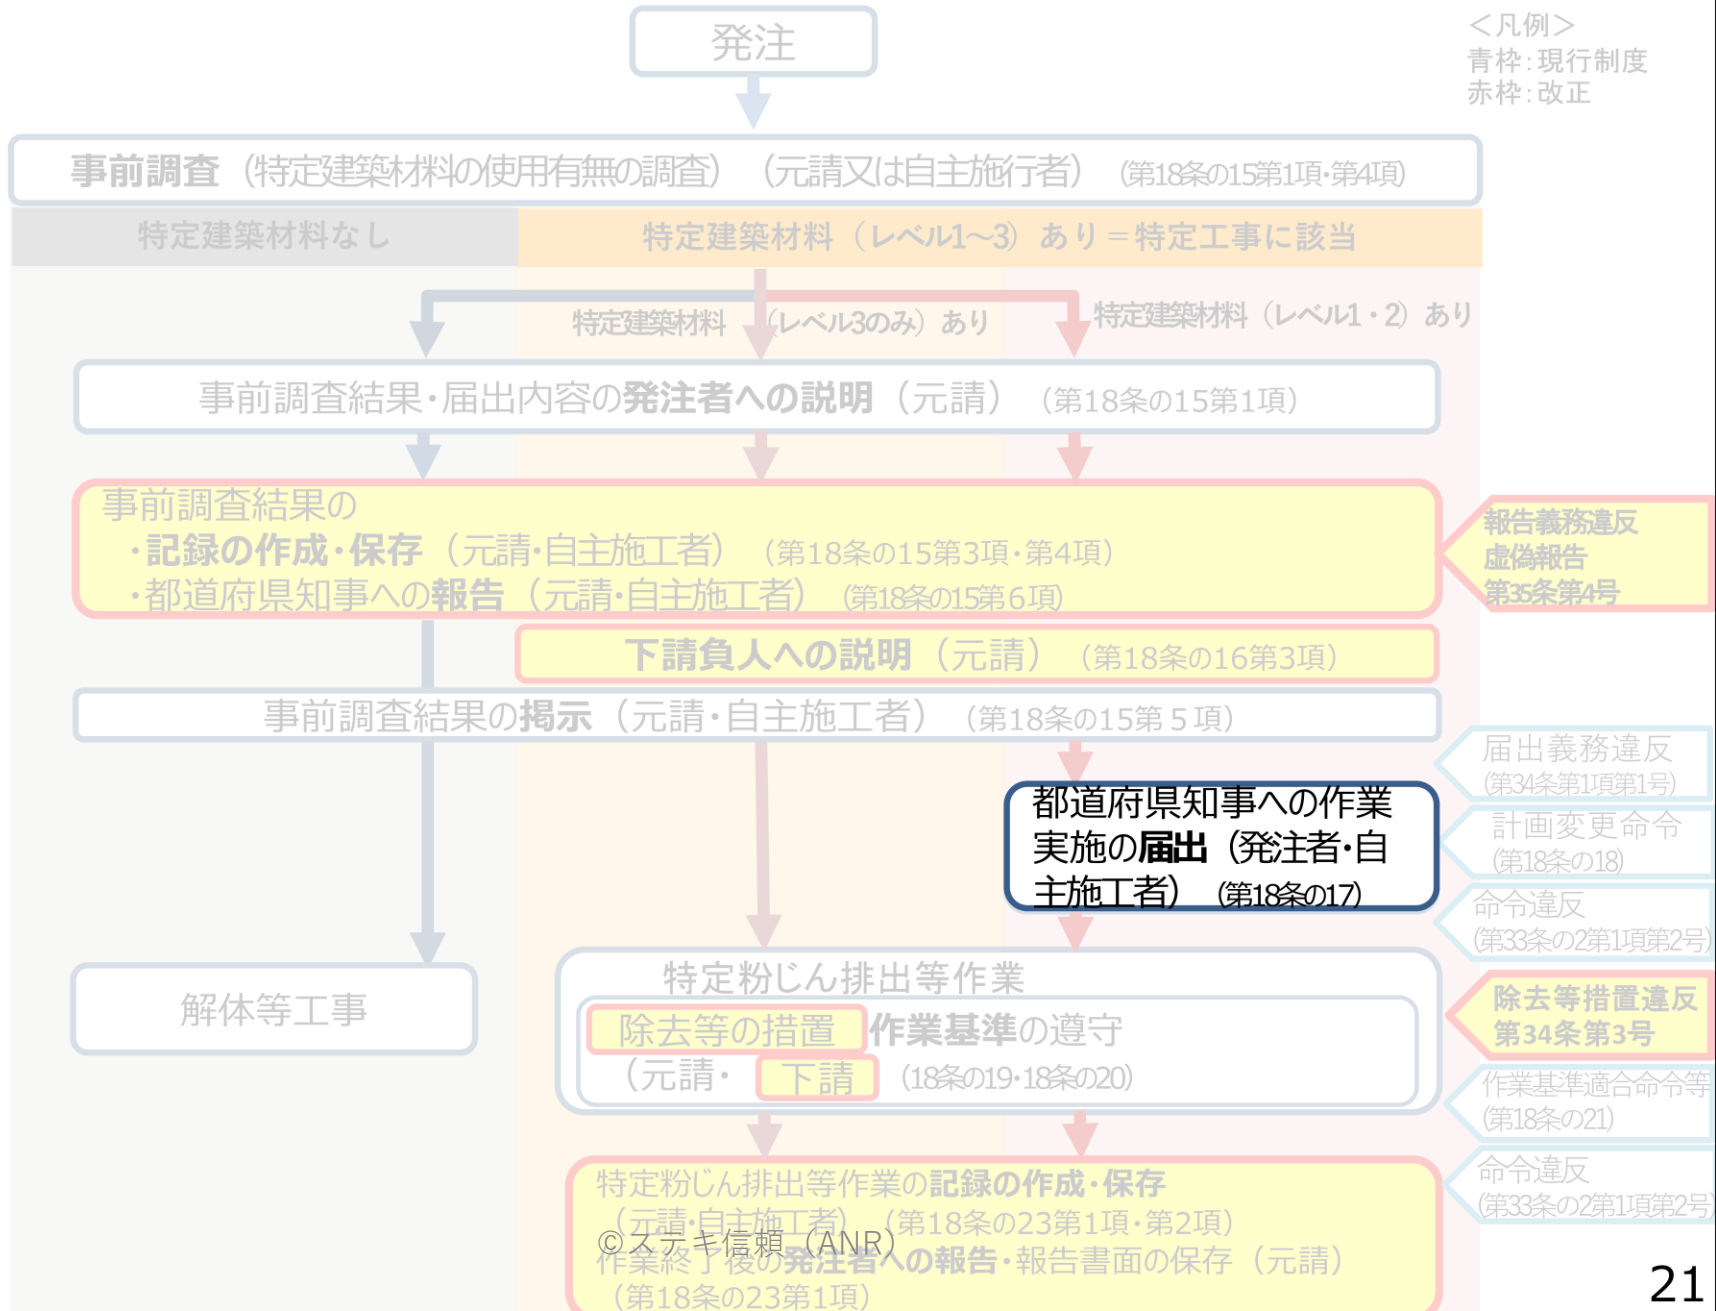 発注
＜凡例＞
青枠：現行制度
赤枠：改正
事前調査（特定建築材料の使用有無の調査）（元請又は自主施行者）（第18条の15第1項・第4項）
特定建築材料なし
特定建築材料（レベル1～3）あり＝特定工事に該当
特定建築材料（レベル3のみ）あり
特定建築材料（レベル1・2）あり
事前調査結果・届出内容の発注者への説明（元請）（第18条の15第1項）
事前調査結果の
・記録の作成・保存（元請・自主施工者）（第18条の15第3項・第4項）
・都道府県知事への報告（元請・自主施工者）（第18条の15第６項）
報告義務違反
虚偽報告
第35条第4号
下請負人への説明（元請）（第18条の16第3項）
事前調査結果の掲示（元請・自主施工者）（第18条の15第５項）
届出義務違反
（第34条第1項第1号）
都道府県知事への作業
実施の届出（発注者・自
主施工者）（第18条の17）
計画変更命令
（第18条の18）
命令違反
（第33条の2第1項第2号）
解体等工事
特定粉じん排出等作業
除去等の措置 作業基準の遵守
（元請・ 下請 （18条の19・18条の20）
除去等措置違反
第34条第3号
作業基準適合命令等
（第18条の21）
命令違反
（第33条の2第1項第2号）
特定粉じん排出等作業の記録の作成・保存
（元請・自主施工者）（第18条の23第1項・第2項）
©ステキ信頼（ANR）
作業終了後の発注者への報告・報告書面の保存（元請）
（第18条の23第1項）
21